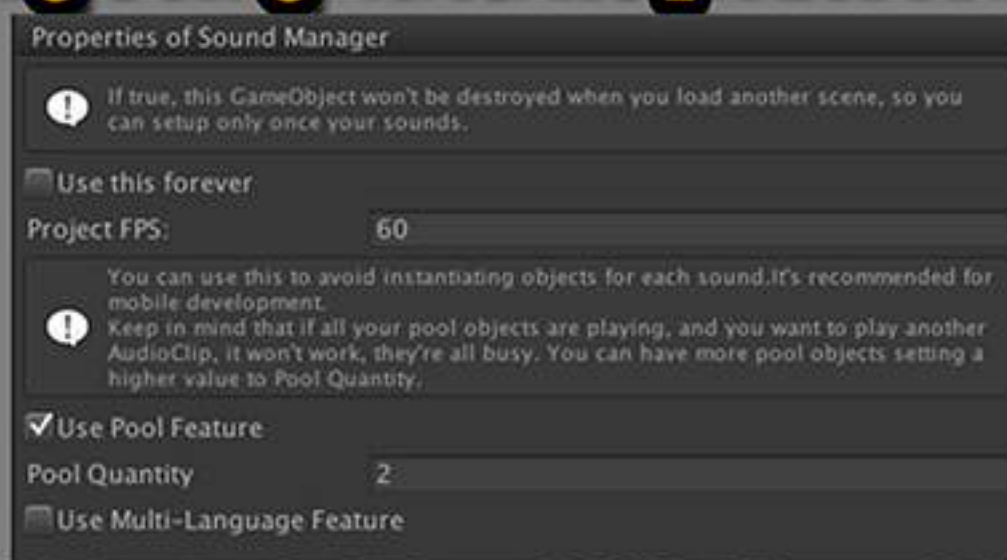 Properties of Sound Manager
If true, this GameObject won't be destroyed when you load another scene, so you
can setup only once your sounds.
Use this forever
Project FPS:
60
You can use this to avoid instantiating objects for each sound.It's recommended for
mobile development.
Keep in mind that if all your pool objects are playing, and you want to play another
AudioClip, it won't work, they're all busy. You can have more pool objects setting a
higher value to Pool Quantity.
Use Pool Feature
Pool Quantity
2
Use Multi-Language Feature